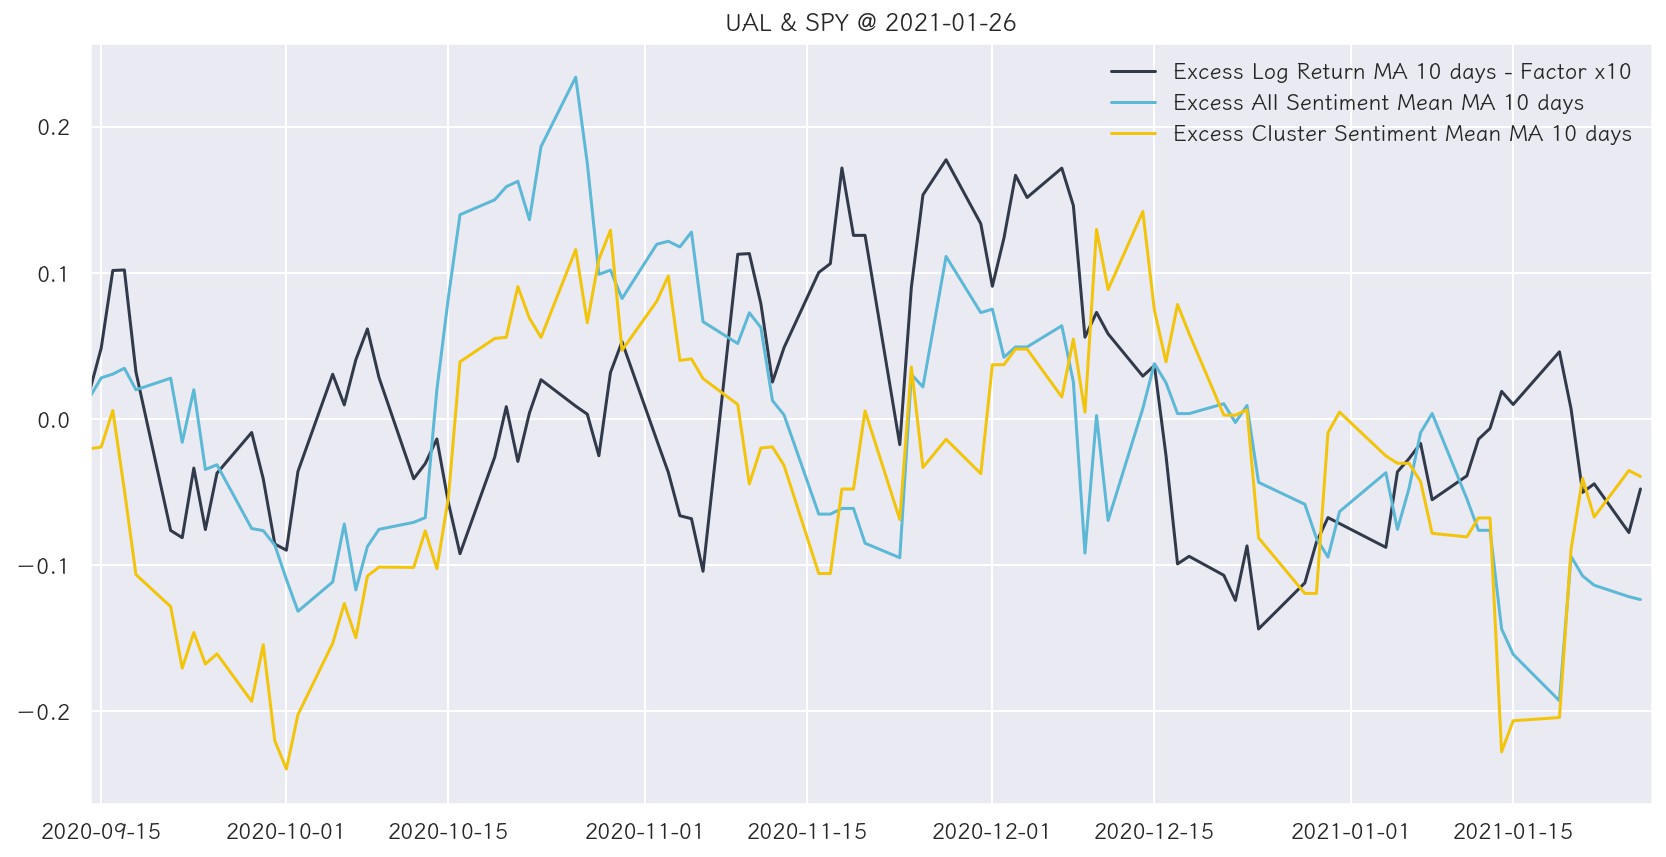 UAL & SPY @ 2021-01-26
Excess Log Return MA 10 days - Factor x10
Excess All Sentiment Mean MA 10 days
Excess Cluster Sentiment Mean MA 10 days
0.2
0.1
0.0
−0.1
−0.2
2020-09-15 2020-10-01 2020-10-15 2020-11-01 2020-11-15 2020-12-01 2020-12-15 2021-01-01 2021-01-15